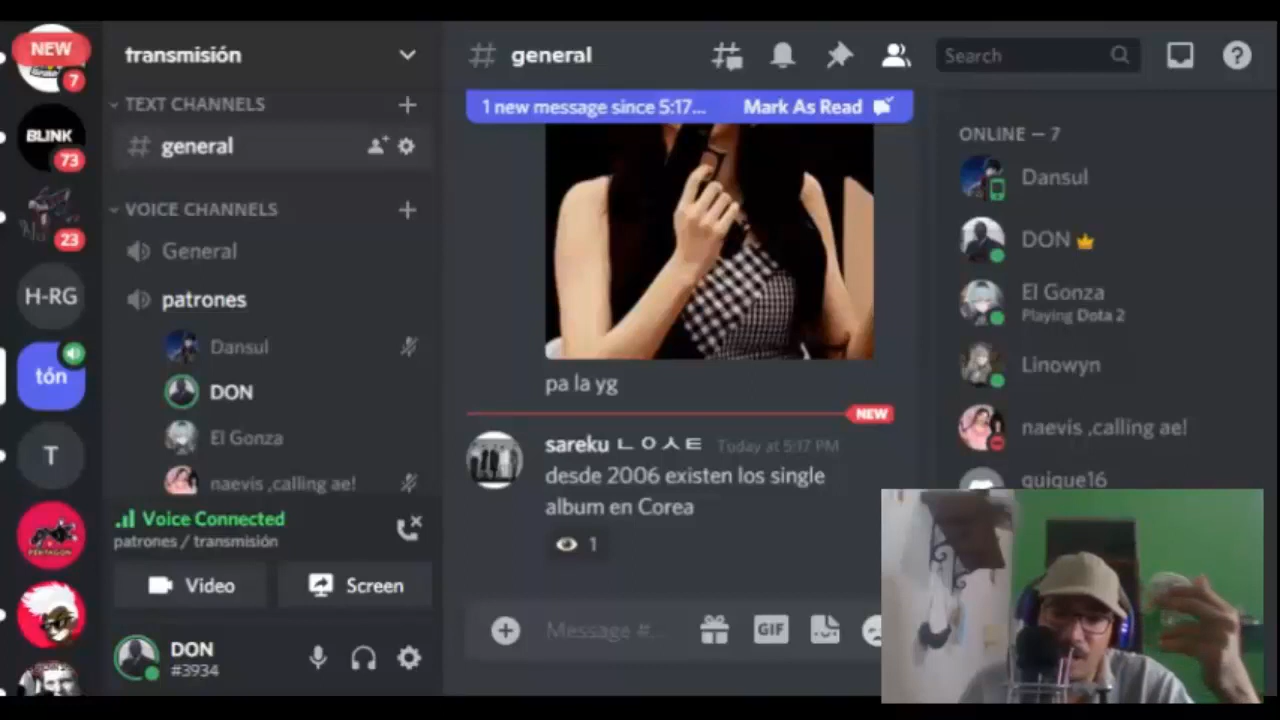 NEW
7
BLINK
73
23
H-RG
tón
T
PENTAGON
transmisión
TEXT CHANNELS
general
VOICE CHANNELS
General
patrones
Dansul
DON
El Gonza
naevis ,calling ae!
Voice Connected
patrones / transmisión
Video
Screen
DON
#3934
general
Search
1 new message since 5:17...
Mark As Read
pa la yg
NEW
sareku ㄴㅇㅅㅌ Today at 5:17 PM
desde 2006 existen los single
album en Corea
1
Message #...
GIF
ONLINE — 7
Dansul
DON
El Gonza
Playing Dota 2
Linowyn
naevis ,calling ae!
quique16